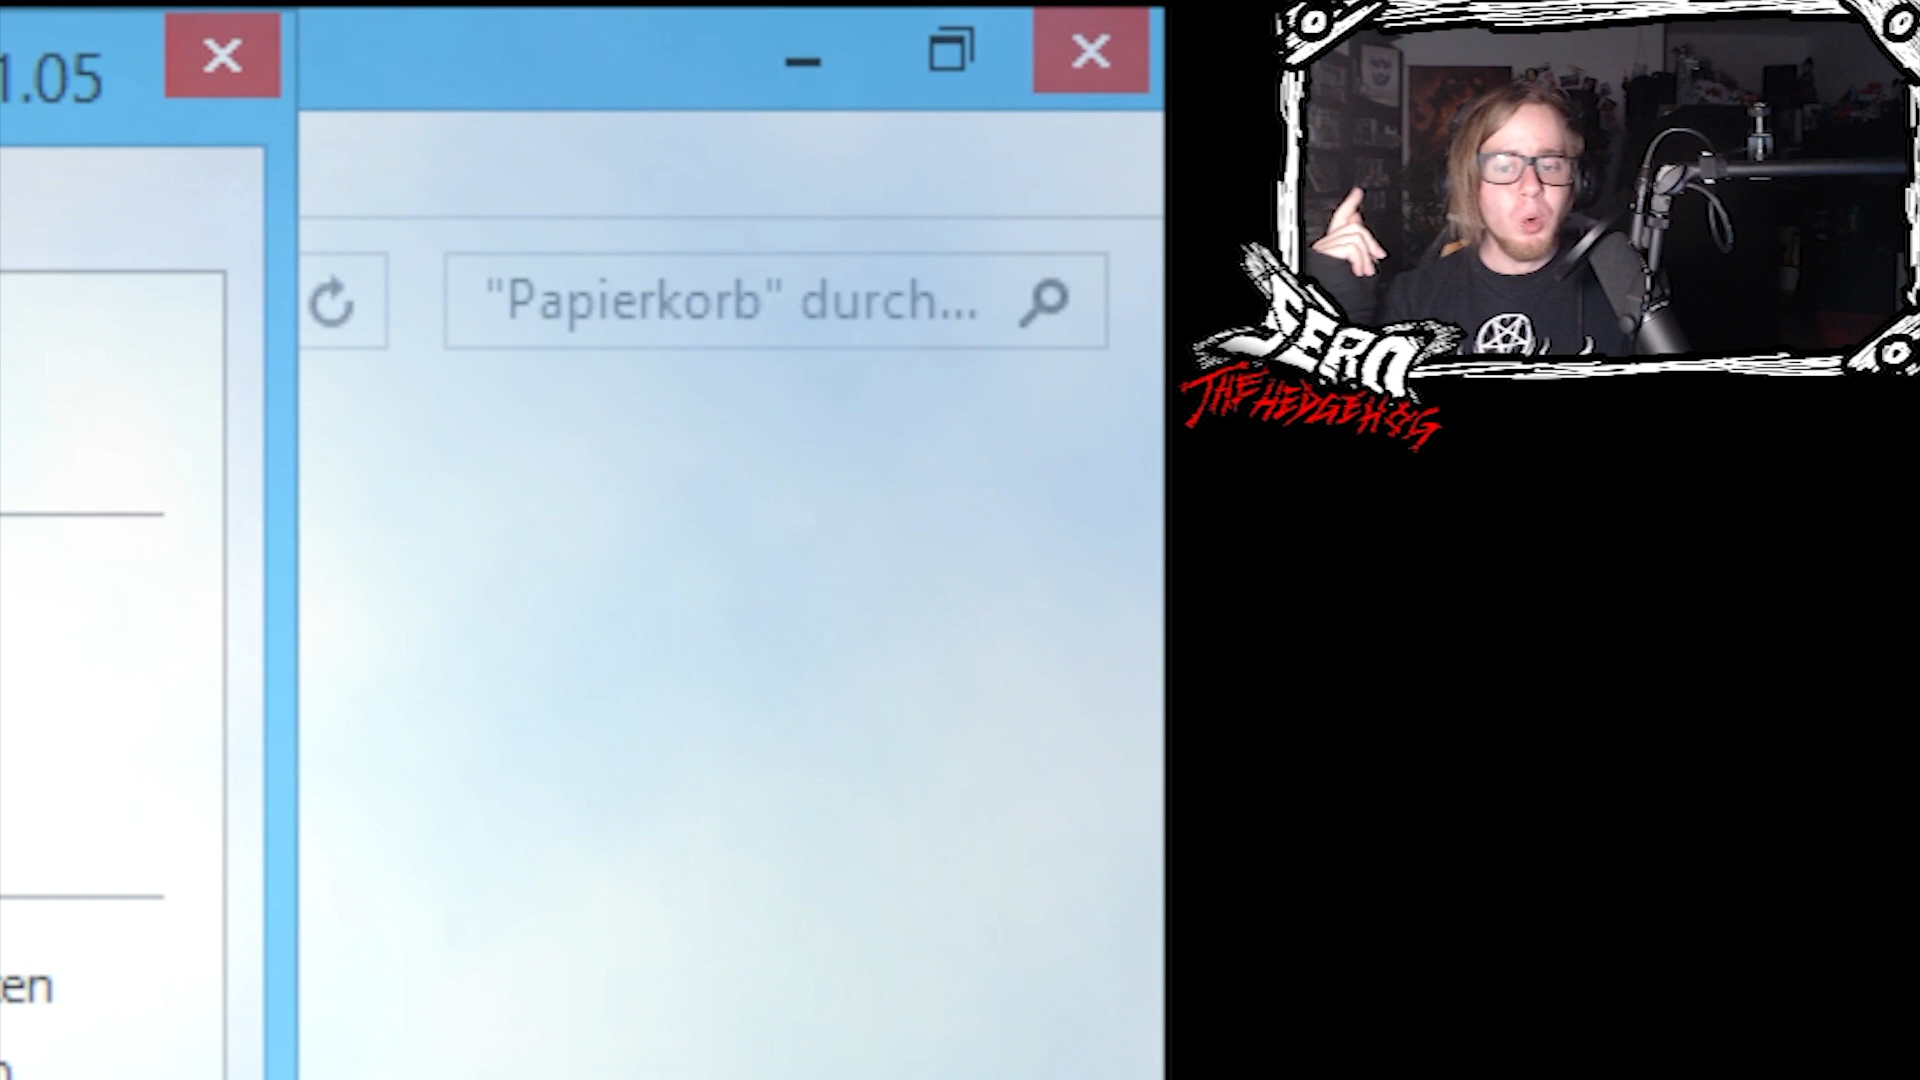 1.05
"Papierkorb" durch...
SERO
THE HEDGEHOG
en